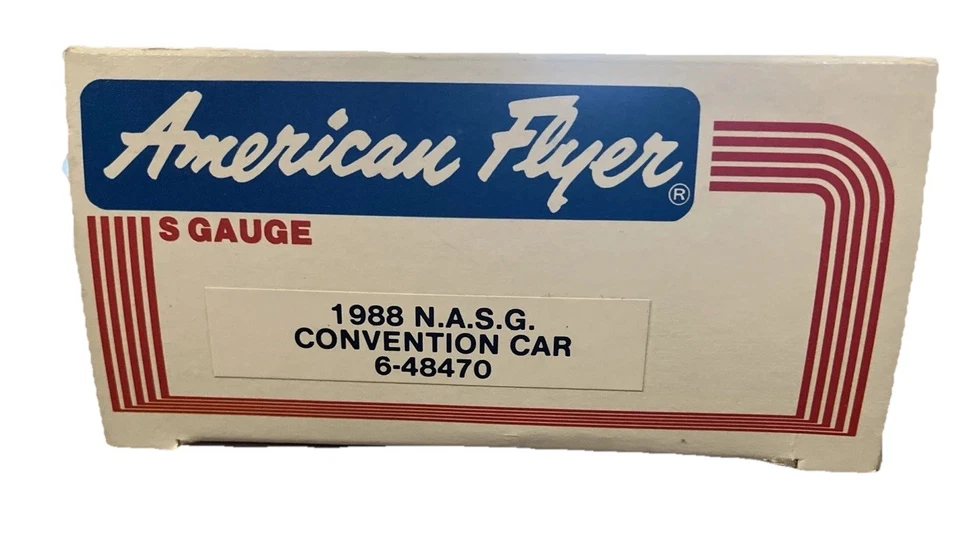 American Flyer®
S GAUGE
1988 N.A.S.G.
CONVENTION CAR
6-48470